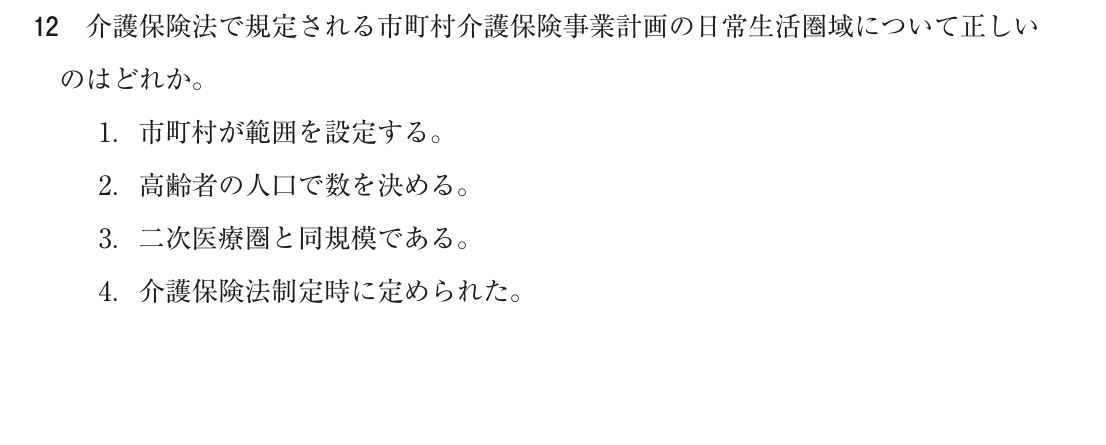 12　介護保険法で規定される市町村介護保険事業計画の日常生活圏域について正しい
のはどれか。
1. 市町村が範囲を設定する。
2. 高齢者の人口で数を決める。
3. 二次医療圏と同規模である。
4. 介護保険法制定時に定められた。